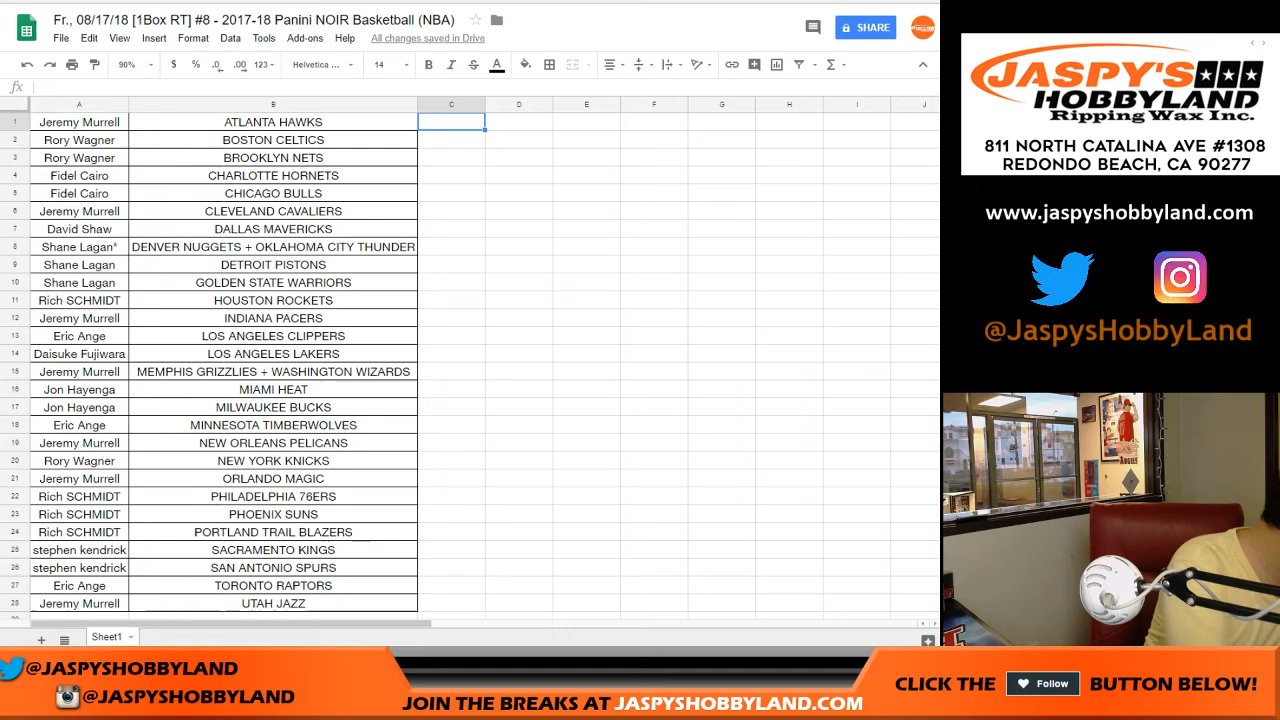 Fr., 08/17/18 [1Box RT] #8 - 2017-18 Panini NOIR Basketball (NBA)
File Edit View Insert Format Data Tools Add-ons Help All changes saved in Drive
SHARE
90% $ % .0 .00 123 Helvetica ... 14 B I S A
fx
A B C D E F G H I J
1 Jeremy Murrell ATLANTA HAWKS
2 Rory Wagner BOSTON CELTICS
3 Rory Wagner BROOKLYN NETS
4 Fidel Cairo CHARLOTTE HORNETS
5 Fidel Cairo CHICAGO BULLS
6 Jeremy Murrell CLEVELAND CAVALIERS
7 David Shaw DALLAS MAVERICKS
8 Shane Lagan* DENVER NUGGETS + OKLAHOMA CITY THUNDER
9 Shane Lagan DETROIT PISTONS
10 Shane Lagan GOLDEN STATE WARRIORS
11 Rich SCHMIDT HOUSTON ROCKETS
12 Jeremy Murrell INDIANA PACERS
13 Eric Ange LOS ANGELES CLIPPERS
14 Daisuke Fujiwara LOS ANGELES LAKERS
15 Jeremy Murrell MEMPHIS GRIZZLIES + WASHINGTON WIZARDS
16 Jon Hayenga MIAMI HEAT
17 Jon Hayenga MILWAUKEE BUCKS
18 Eric Ange MINNESOTA TIMBERWOLVES
19 Jeremy Murrell NEW ORLEANS PELICANS
20 Rory Wagner NEW YORK KNICKS
21 Jeremy Murrell ORLANDO MAGIC
22 Rich SCHMIDT PHILADELPHIA 76ERS
23 Rich SCHMIDT PHOENIX SUNS
24 Rich SCHMIDT PORTLAND TRAIL BLAZERS
25 stephen kendrick SACRAMENTO KINGS
26 stephen kendrick SAN ANTONIO SPURS
27 Eric Ange TORONTO RAPTORS
28 Jeremy Murrell UTAH JAZZ
Sheet1
JASPY'S
HOBBYLAND
Ripping Wax Inc.
811 NORTH CATALINA AVE #1308
REDONDO BEACH, CA 90277
www.jaspyshobbyland.com
@JaspysHobbyLand
ANGELS
@JASPYSHOBBYLAND
@JASPYSHOBBYLAND
JOIN THE BREAKS AT JASPYSHOBBYLAND.COM
CLICK THE Follow BUTTON BELOW!